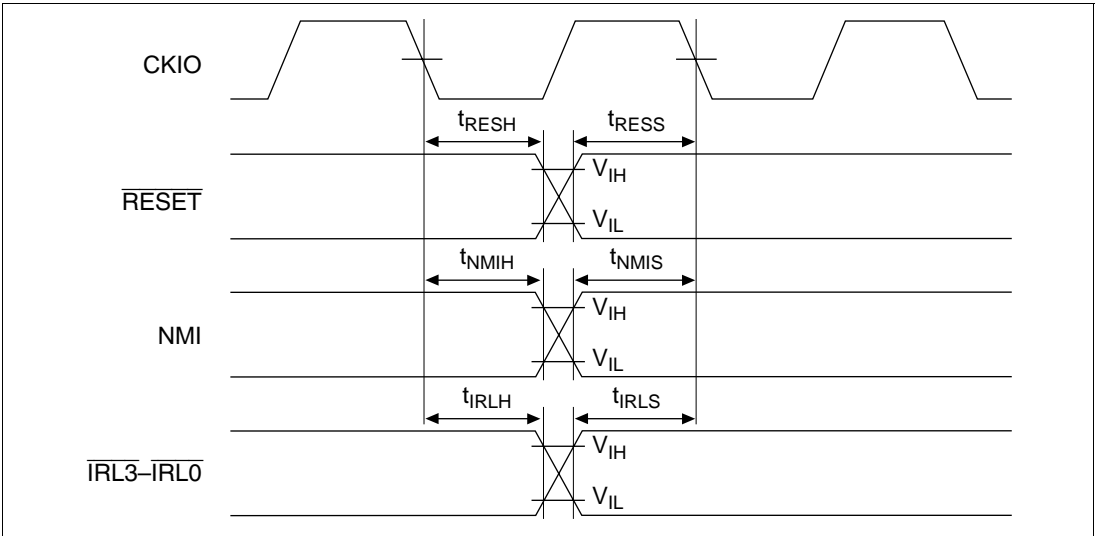 CKIO
tRESH tRESS
RESET
VIH
VIL
tNMIH tNMIS
NMI
VIH
VIL
tIRLH tIRLS
IRL3–IRL0
VIH
VIL